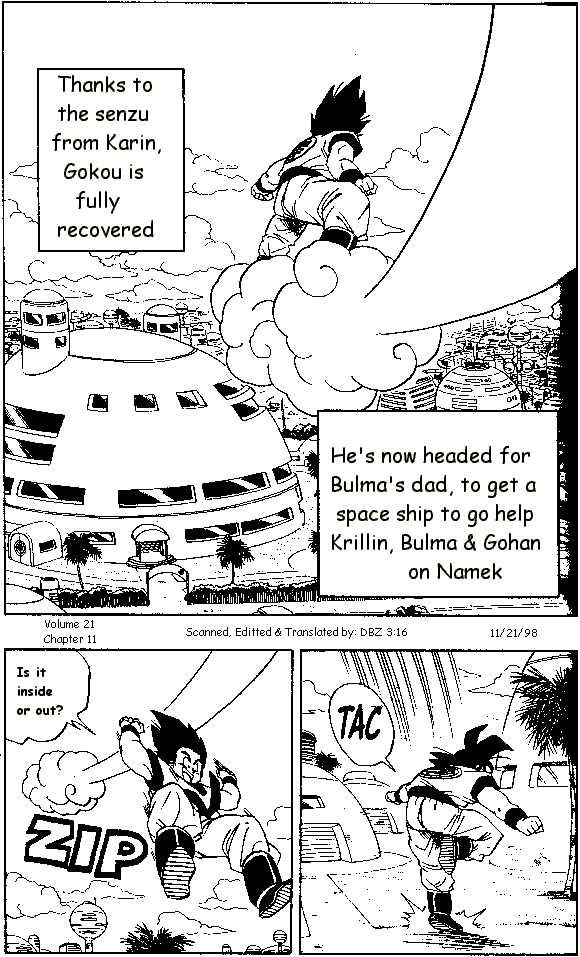 Thanks to
the senzu
from Karin,
Gokou is
fully
recovered
He's now headed for
Bulma's dad, to get a
space ship to go help
Krillin, Bulma & Gohan
on Namek
Volume 21
Chapter 11
Scanned, Editted & Translated by: DBZ 3:16
11/21/98
Is it
inside
or out?
ZIP
TAC